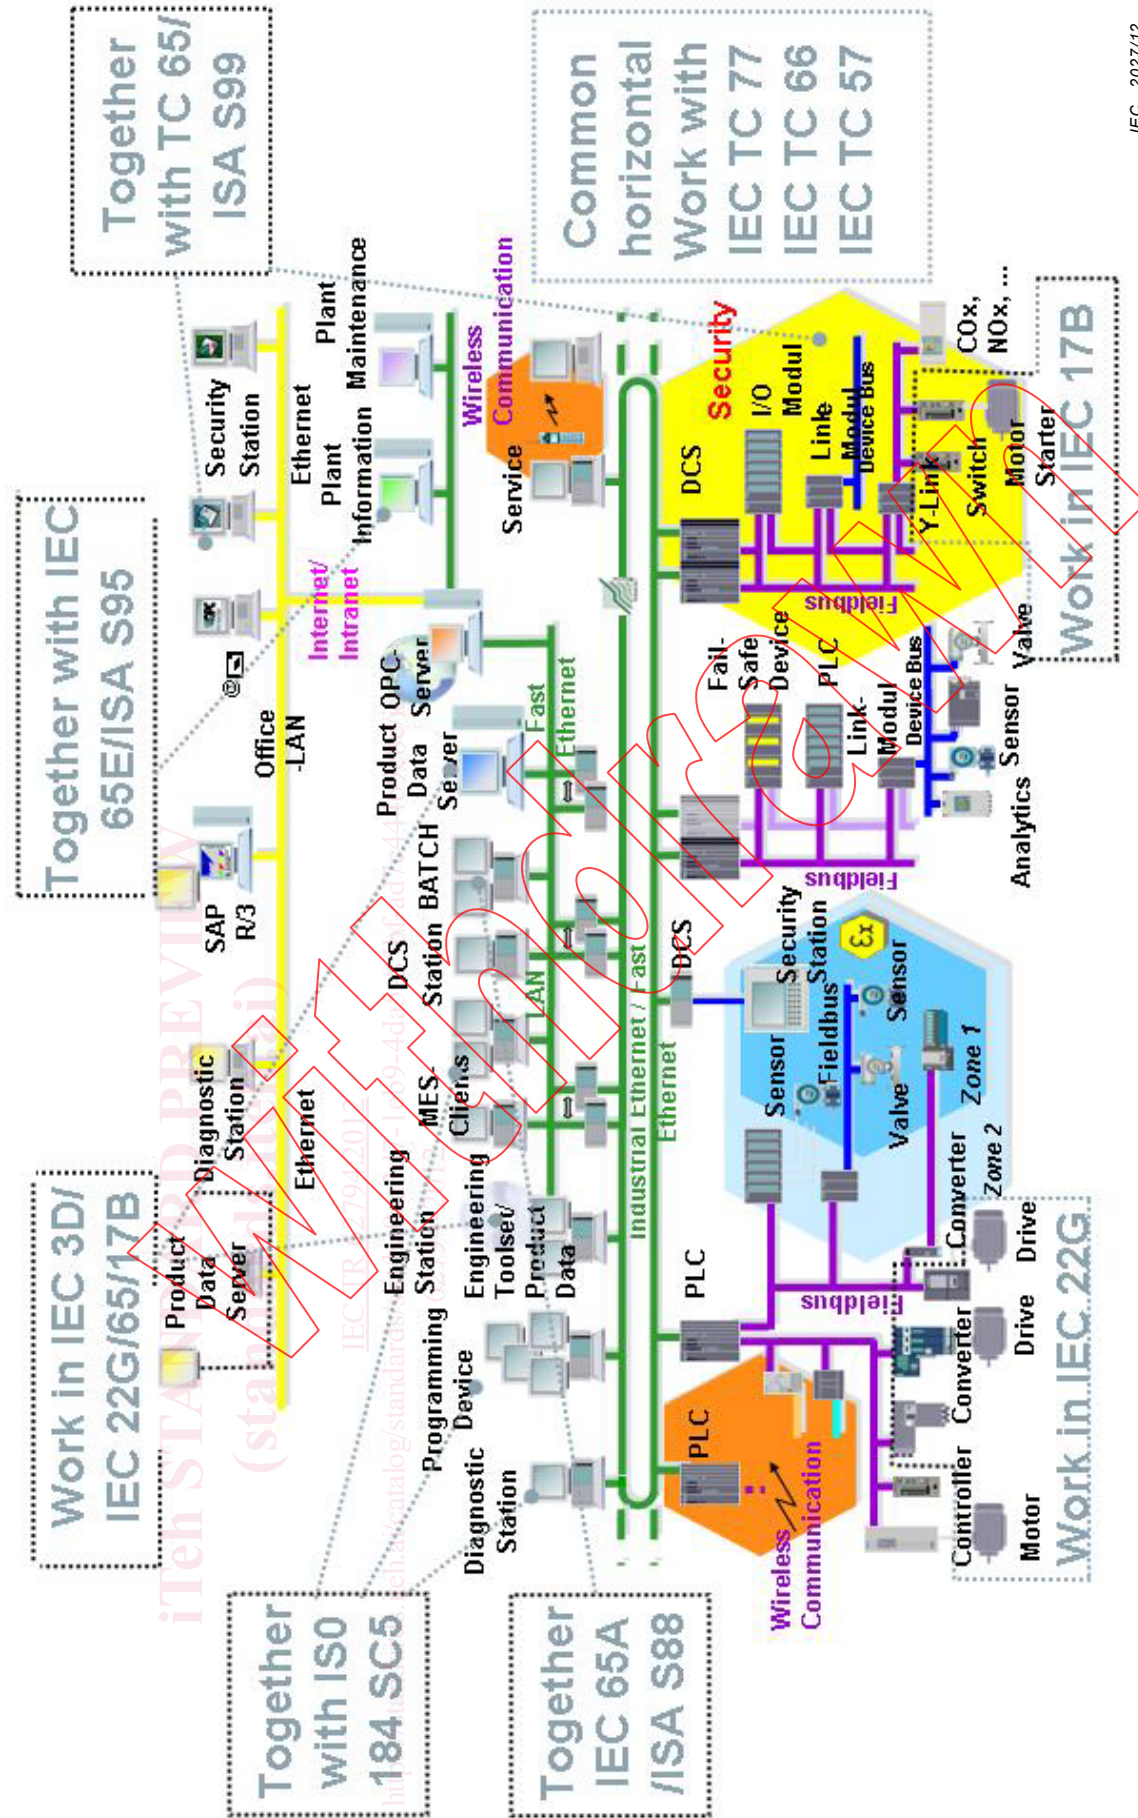 Work in IEC 3D/
IEC 22G/65/17B
Together with IEC
65E/ISA S95
Together
with TC 65/
ISA S99
Together
with IS0
184 SC5
Together
IEC 65A
/ISA S88
Common
horizontal
Work with
IEC TC 77
IEC TC 66
IEC TC 57
Work in IEC 22G
Work in IEC 17B
Product
Data
Server
Diagnostic
Station
SAP
R/3
Office
-LAN
@
Security
Station
Ethernet
Ethernet
Internet/
Intranet
Plant
Information
Plant
Maintenance
Engineering
Station
MES-
Clients
DCS
Station
BATCH
Product
Data
Server
OPC-
Server
Programming
Device
Engineering
Toolset/
Product
Data
Diagnostic
Station
Fast
Ethernet
Wireless
Communication
Service
Industrial Ethernet / Fast
Ethernet
PLC
PLC
Wireless
Communication
Controller
Motor
Converter
Drive
Converter
Drive
Fieldbus
DCS
Sensor
Security
Station
Fieldbus
Valve
Sensor
Ex
Zone 1
Zone 2
Fieldbus
Fail-
Safe
Device
PLC
Link-
Modul
Device Bus
Analytics
Sensor
Valve
DCS
Security
I/O
Modul
Link-
Modul
Device Bus
Fieldbus
Y-Link
Switch
Motor
Starter
COx,
NOx, ...
IEC 2027/12
iTeh STANDARD PREVIEW
Withdrawn